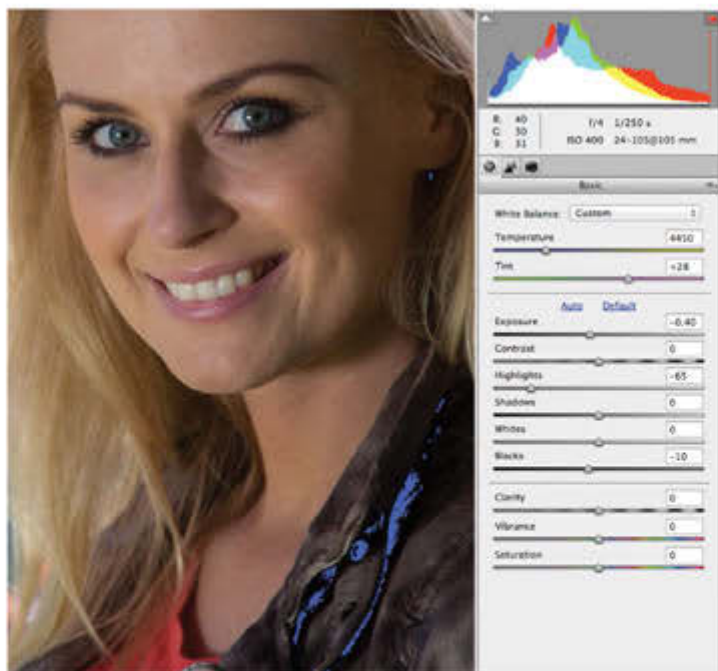 R: 40
G: 30
B: 31
f/4 1/250 s
ISO 400 24-105@105 mm
Basic
White Balance: Custom
Temperature 4450
Tint +28
Auto Default
Exposure -0.40
Contrast 0
Highlights -65
Shadows 0
Whites 0
Blacks -10
Clarity 0
Vibrance 0
Saturation 0